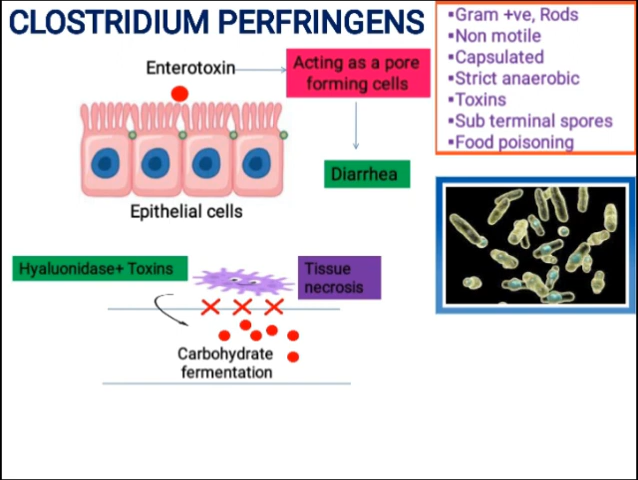 CLOSTRIDIUM PERFRINGENS
Enterotoxin
Acting as a pore
forming cells
Diarrhea
Epithelial cells
▪Gram +ve, Rods
▪Non motile
▪Capsulated
▪Strict anaerobic
▪Toxins
▪Sub terminal spores
▪Food poisoning
Hyaluonidase+ Toxins
Tissue
necrosis
Carbohydrate
fermentation